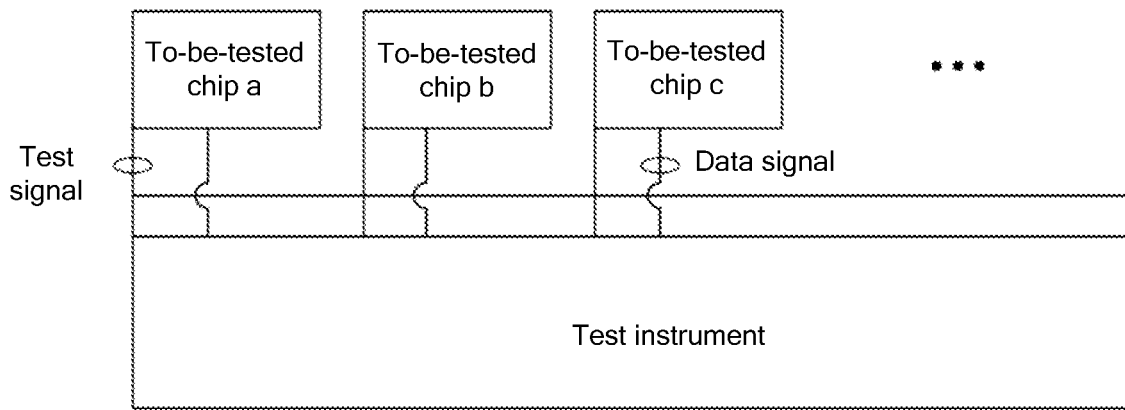 To-be-tested
chip a
To-be-tested
chip b
To-be-tested
chip c
Test
signal
Data signal
Test instrument